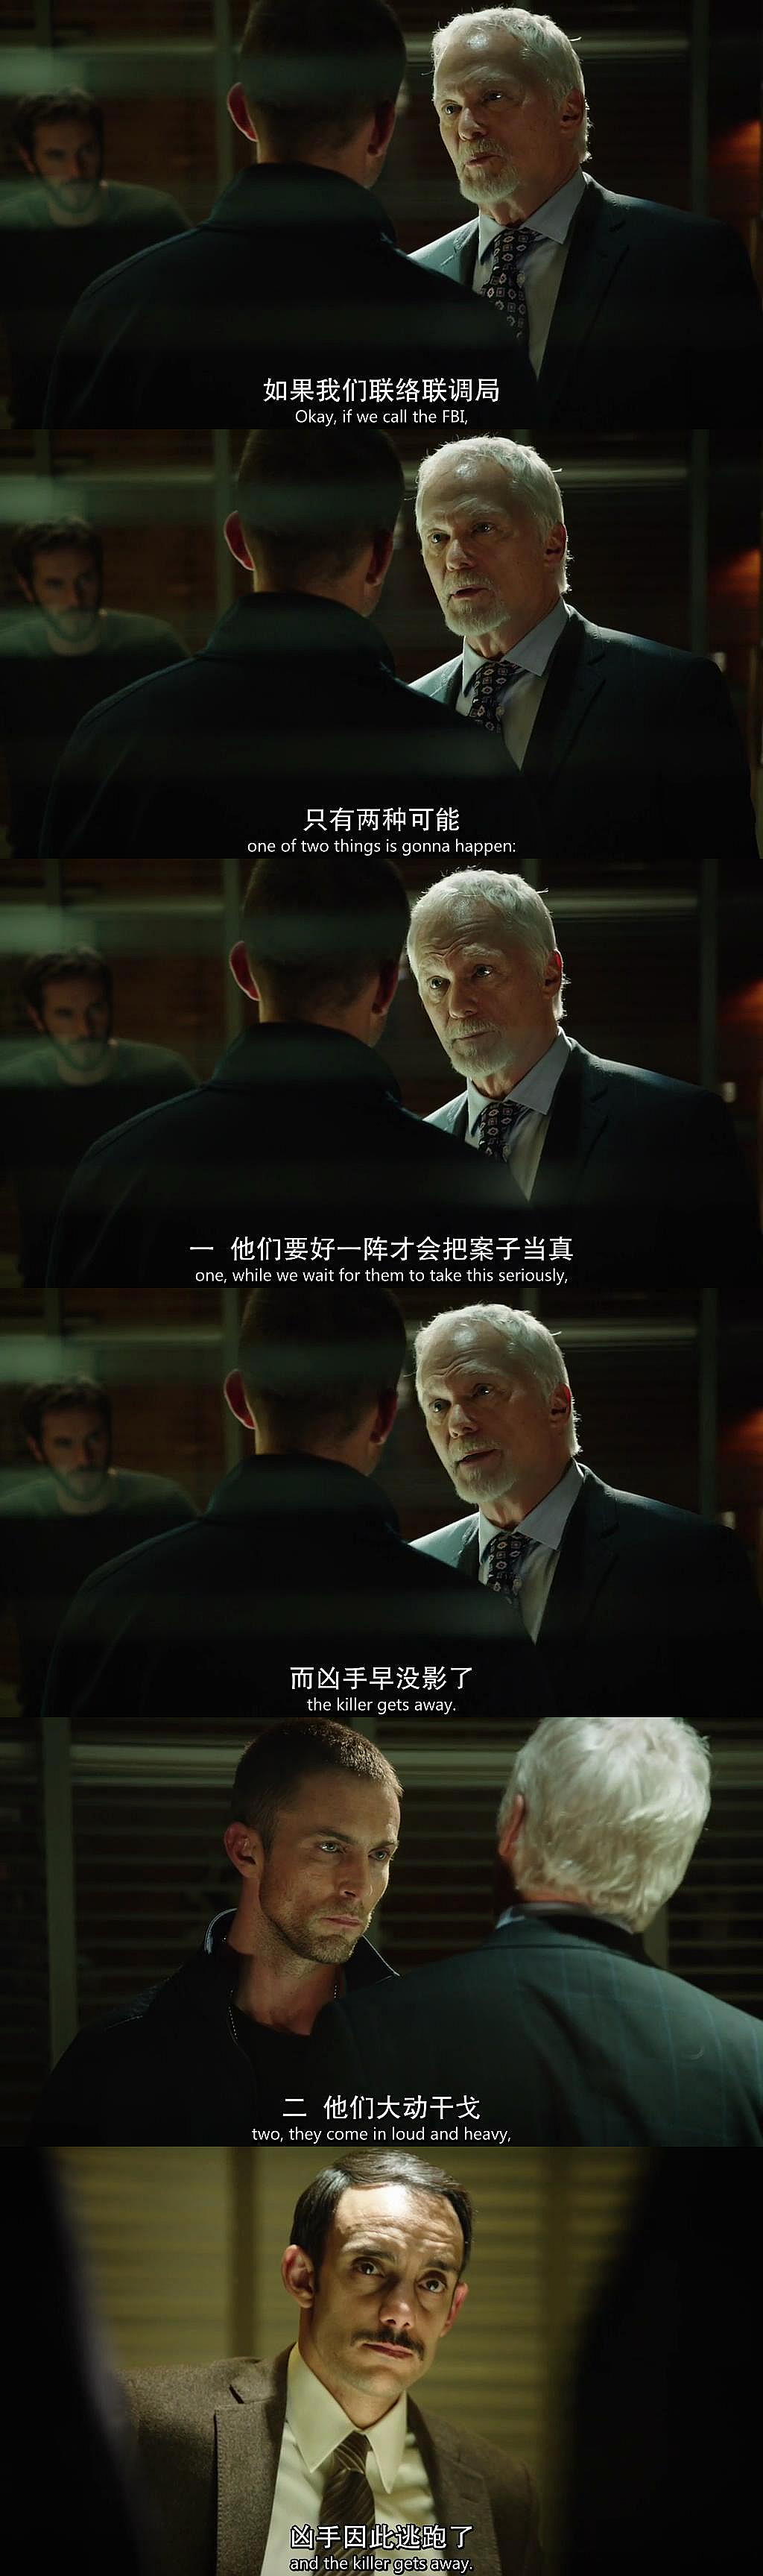 如果我们联络联调局
Okay, if we call the FBI,
只有两种可能
one of two things is gonna happen:
一 他们要好一阵才会把案子当真
one, while we wait for them to take this seriously,
而凶手早没影了
the killer gets away.
二 他们大动干戈
two, they come in loud and heavy,
凶手因此逃跑了
and the killer gets away.